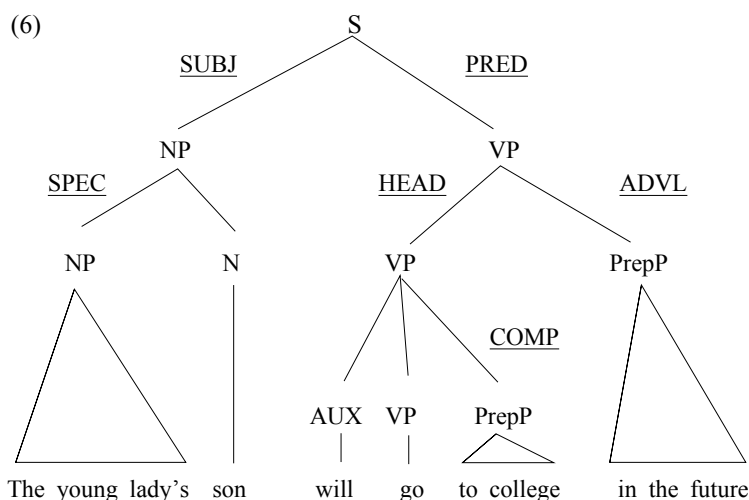 (6) S
SUBJ PRED
NP VP
SPEC HEAD ADVL
NP N VP PrepP
COMP
AUX VP PrepP
The young lady's son will go to college in the future